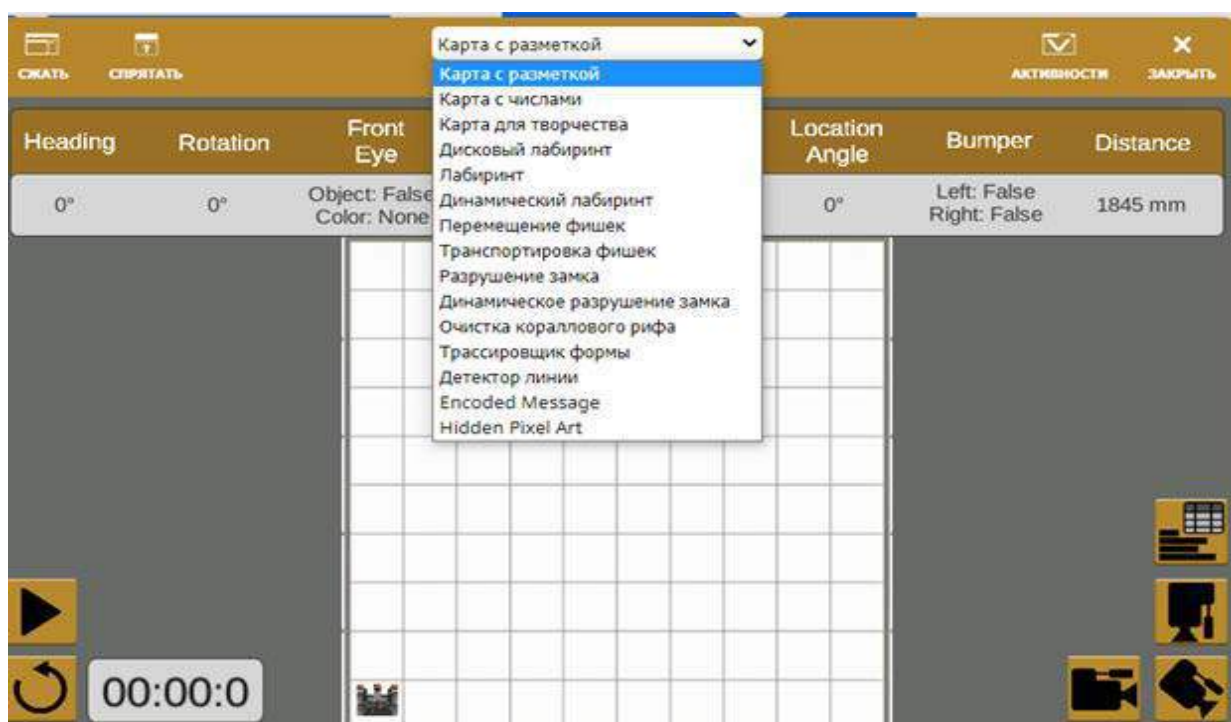 СЖАТЬ
СПРЯТАТЬ
Карта с разметкой
АКТИВНОСТИ
ЗАКРЫТЬ
Карта с разметкой
Карта с числами
Карта для творчества
Дисковый лабиринт
Лабиринт
Динамический лабиринт
Перемещение фишек
Транспортировка фишек
Разрушение замка
Динамическое разрушение замка
Очистка кораллового рифа
Трассировщик формы
Детектор линии
Encoded Message
Hidden Pixel Art
Heading
Rotation
Front
Eye
Location
Angle
Bumper
Distance
0°
0°
Object: False
Color: None
0°
Left: False
Right: False
1845 mm
00:00:0